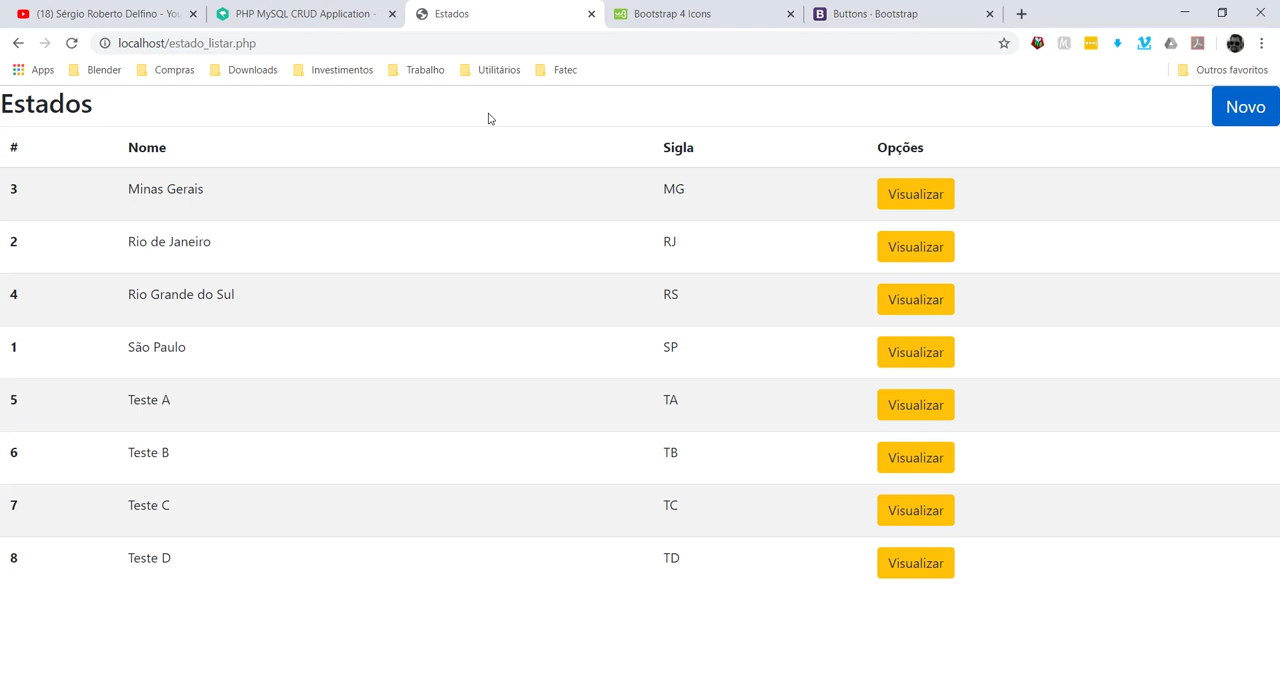 (18) Sérgio Roberto Delfino - You
PHP MySQL CRUD Application -
Estados
Bootstrap 4 Icons
Buttons · Bootstrap
localhost/estado_listar.php
Apps Blender Compras Downloads Investimentos Trabalho Utilitários Fatec Outros favoritos
Estados Novo
# Nome Sigla Opções
3 Minas Gerais MG Visualizar
2 Rio de Janeiro RJ Visualizar
4 Rio Grande do Sul RS Visualizar
1 São Paulo SP Visualizar
5 Teste A TA Visualizar
6 Teste B TB Visualizar
7 Teste C TC Visualizar
8 Teste D TD Visualizar